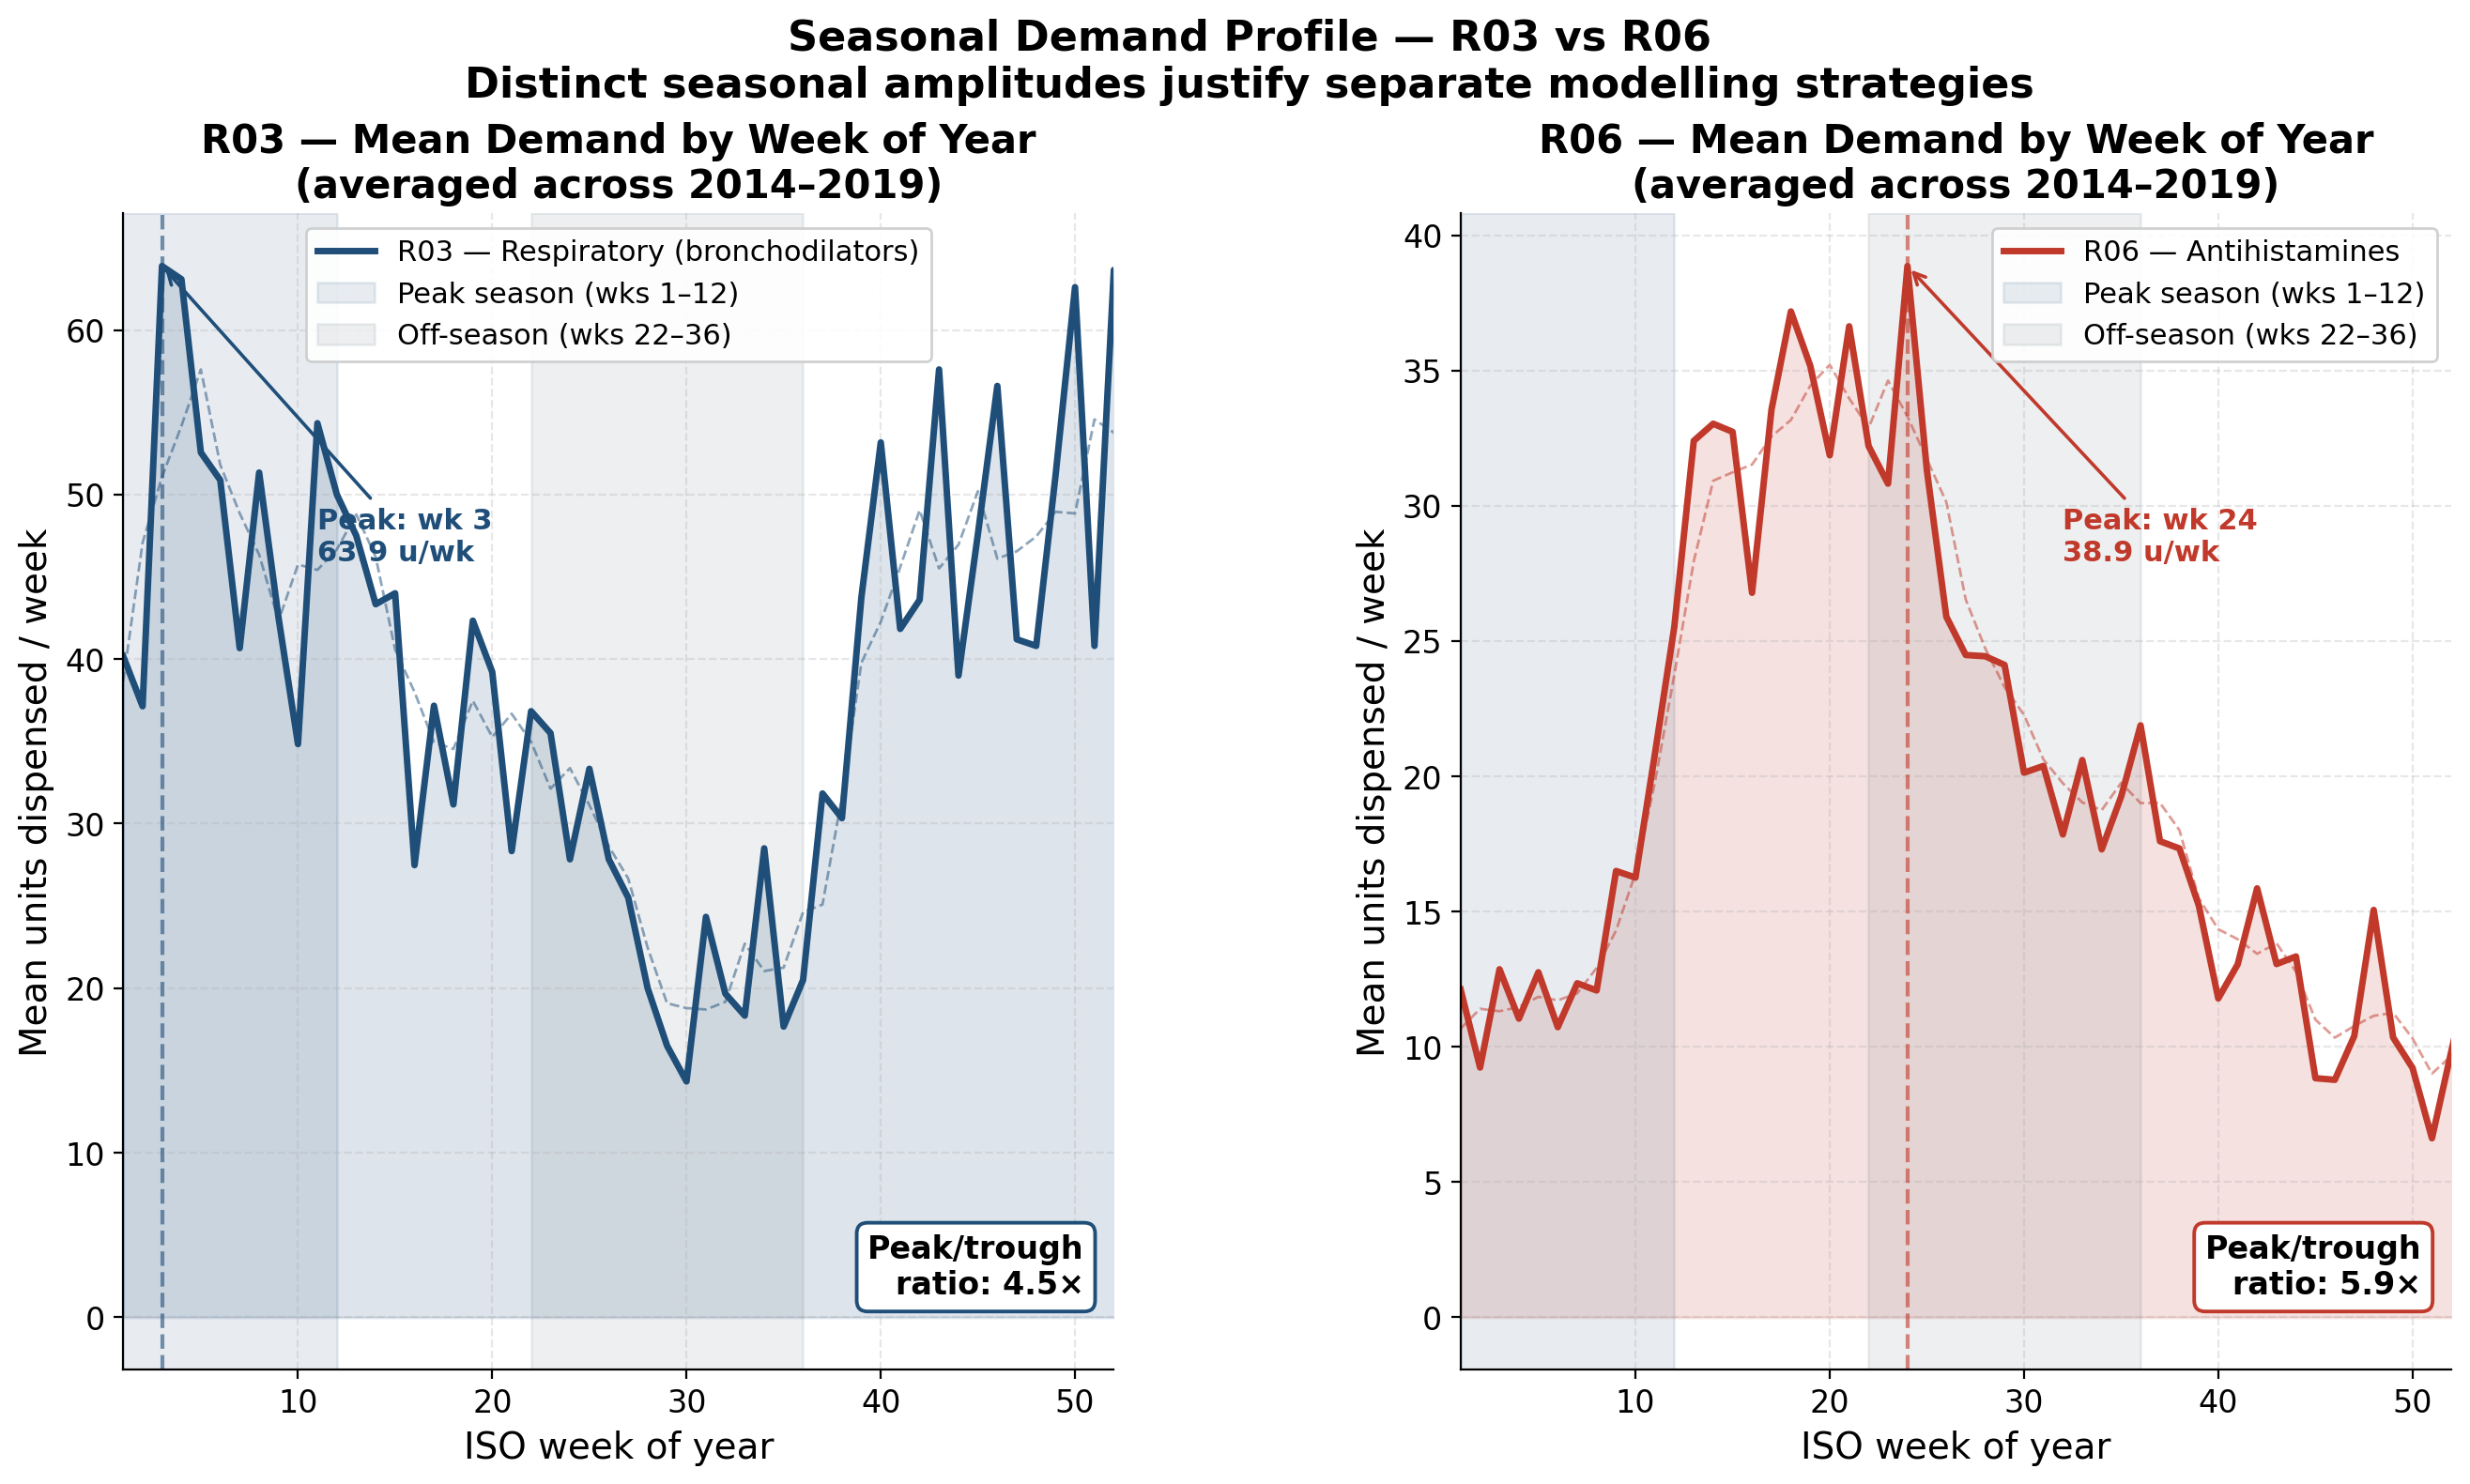 Seasonal Demand Profile — R03 vs R06
Distinct seasonal amplitudes justify separate modelling strategies
R03 — Mean Demand by Week of Year
(averaged across 2014–2019)
Mean units dispensed / week
60
50
40
30
20
10
0
R03 — Respiratory (bronchodilators)
Peak season (wks 1–12)
Off-season (wks 22–36)
Peak: wk 3
63.9 u/wk
Peak/trough
ratio: 4.5×
10 20 30 40 50
ISO week of year
R06 — Mean Demand by Week of Year
(averaged across 2014–2019)
Mean units dispensed / week
40
35
30
25
20
15
10
5
0
R06 — Antihistamines
Peak season (wks 1–12)
Off-season (wks 22–36)
Peak: wk 24
38.9 u/wk
Peak/trough
ratio: 5.9×
10 20 30 40 50
ISO week of year